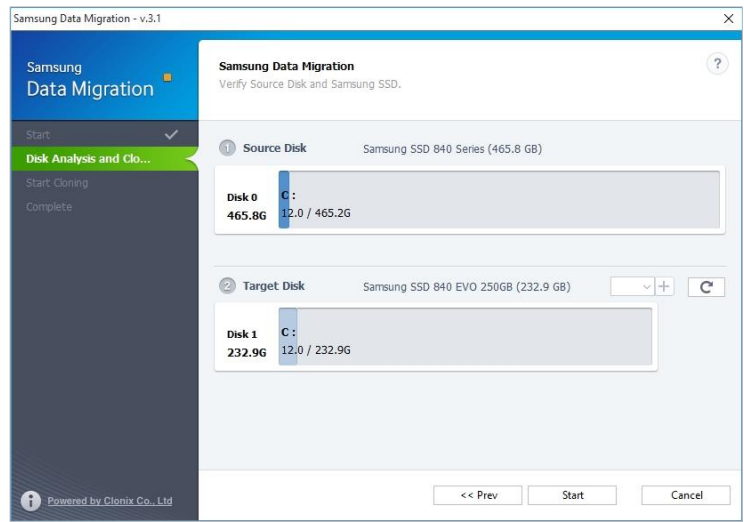 Samsung Data Migration - v.3.1
Samsung
Data Migration
Start
Disk Analysis and Clo...
Start Cloning
Complete
Powered by Clonix Co., Ltd
Samsung Data Migration
Verify Source Disk and Samsung SSD.
?
1 Source Disk Samsung SSD 840 Series (465.8 GB)
Disk 0
465.8G
C :
12.0 / 465.2G
2 Target Disk Samsung SSD 840 EVO 250GB (232.9 GB)
Disk 1
232.9G
C :
12.0 / 232.9G
<< Prev Start Cancel